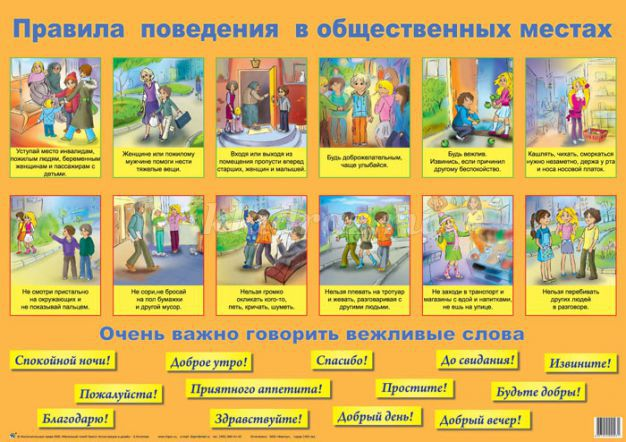 Правила поведения в общественных местах
Уступай место инвалидам,
пожилым людям, беременным
женщинам и пассажирам с
детьми.
Женщине или пожилому
мужчине помоги нести
тяжелые вещи.
Входя или выходя из
помещения пропусти вперед
старших, женщин и малышей.
Будь доброжелательным,
чаще улыбайся.
Будь вежлив.
Извинись, если причинил
другому беспокойство.
Кашлять, чихать, сморкаться
нужно незаметно, держа у рта
и носа носовой платок.
Не смотри пристально
на окружающих и
не показывай пальцем.
Не сори,не бросай
на пол бумажки
и другой мусор.
Нельзя громко
окликать кого-то,
петь, кричать, шуметь.
Нельзя плевать на тротуар
и жевать, разговаривая с
другими людьми.
Не заходи в транспорт и
магазины с едой и напитками,
не ешь на улице.
Нельзя перебивать
других людей
в разговоре.
Очень важно говорить вежливые слова
Спокойной ночи!
Доброе утро!
Спасибо!
До свидания!
Извините!
Пожалуйста!
Приятного аппетита!
Простите!
Будьте добры!
Благодарю!
Здравствуйте!
Добрый день!
Добрый вечер!